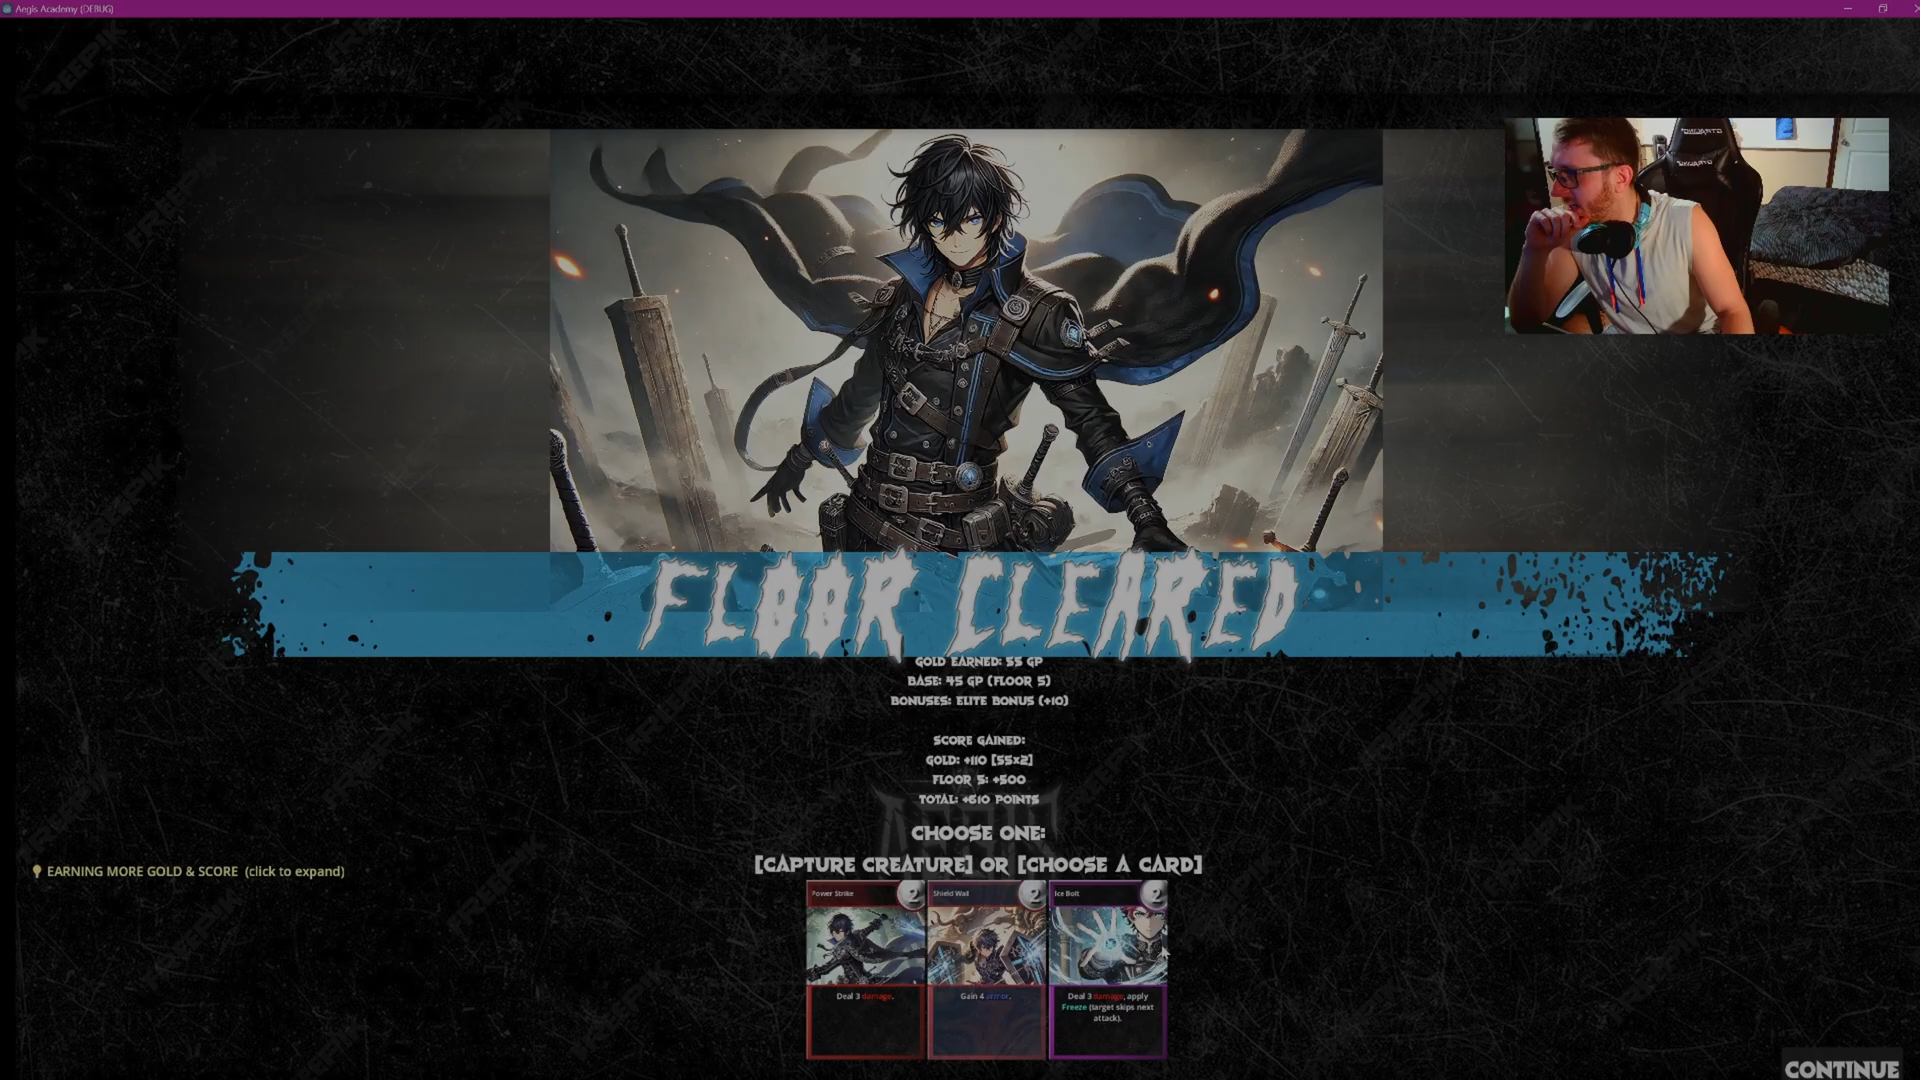 Aegis Academy (DEBUG)
FLOOR CLEARED
GOLD EARNED: 55 GP
BASE: 45 GP (FLOOR 5)
BONUSES: ELITE BONUS (+10)
SCORE GAINED:
GOLD: +110 [55×2]
FLOOR 5: +500
TOTAL: +610 POINTS
CHOOSE ONE:
EARNING MORE GOLD & SCORE (click to expand)
[CAPTURE CREATURE] OR [CHOOSE A CARD]
Power Strike 2
Shield Wall 2
Ice Bolt 2
Deal 3 damage.
Gain 4 armor.
Deal 3 damage, apply
Freeze (target skips next
attack).
CONTINUE